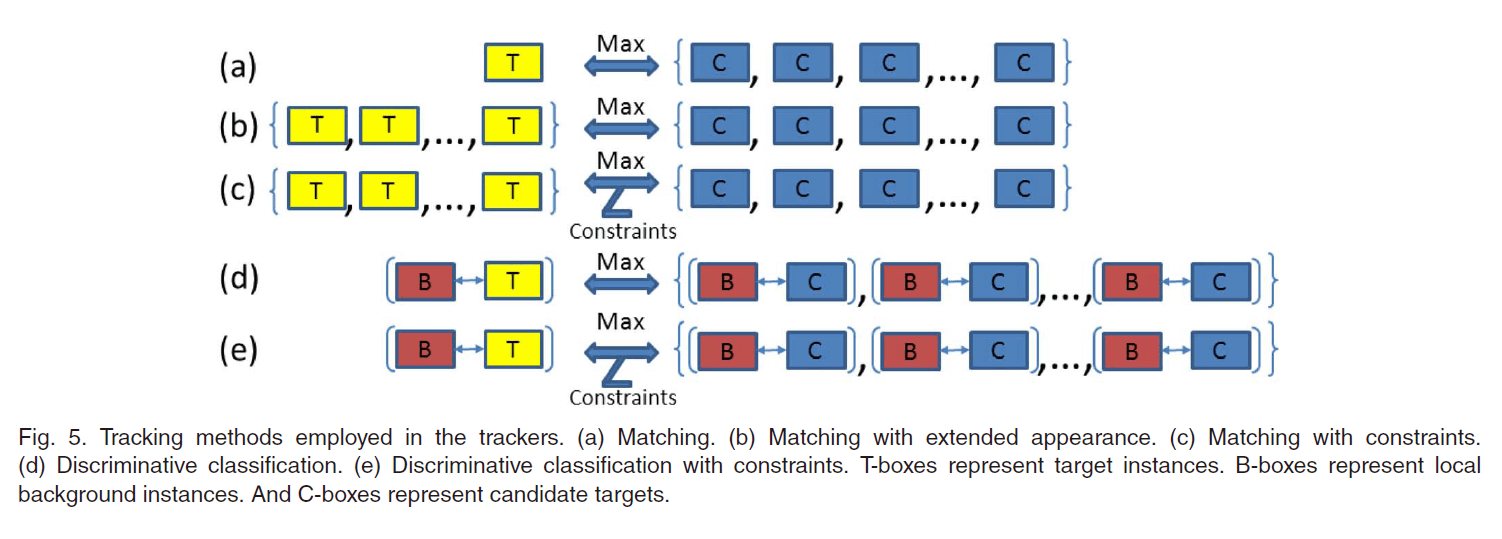 (a) T Max { C , C , C ,..., C }
(b) { T , T ,..., T } Max { C , C , C ,..., C }
(c) { T , T ,..., T } Max { C , C , C ,..., C }
Constraints
(d) ( B T ) Max {( B C ),( B C ),...,( B C )}
(e) ( B T ) Max {( B C ),( B C ),...,( B C )}
Constraints
Fig. 5. Tracking methods employed in the trackers. (a) Matching. (b) Matching with extended appearance. (c) Matching with constraints.
(d) Discriminative classification. (e) Discriminative classification with constraints. T-boxes represent target instances. B-boxes represent local
background instances. And C-boxes represent candidate targets.